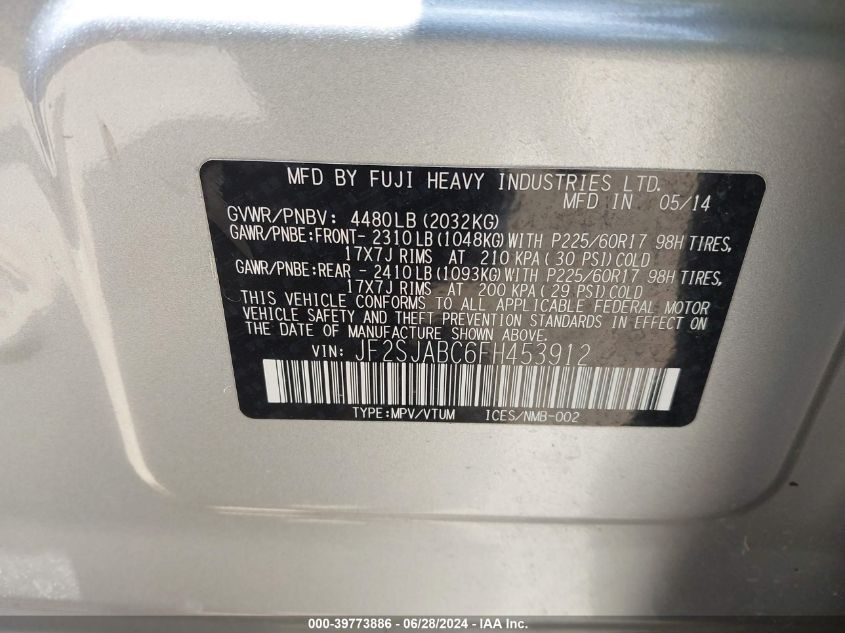 MFD BY FUJI HEAVY INDUSTRIES LTD.
MFD IN 05/14
GVWR/PNBV: 4480LB (2032KG)
GAWR/PNBE:FRONT- 2310LB (1048KG) WITH P225/60R17 98H TIRES,
17X7J RIMS AT 210 KPA ( 30 PSI) COLD
GAWR/PNBE:REAR - 2410LB (1093KG) WITH P225/60R17 98H TIRES,
17X7J RIMS AT 200 KPA ( 29 PSI) COLD
THIS VEHICLE CONFORMS TO ALL APPLICABLE FEDERAL MOTOR
VEHICLE SAFETY AND THEFT PREVENTION STANDARDS IN EFFECT ON
THE DATE OF MANUFACTURE SHOWN ABOVE.
VIN: JF2SJABC6FH453912
TYPE:MPV/VTUM ICES/NMB-002
000-39773886 - 06/28/2024 - IAA Inc.